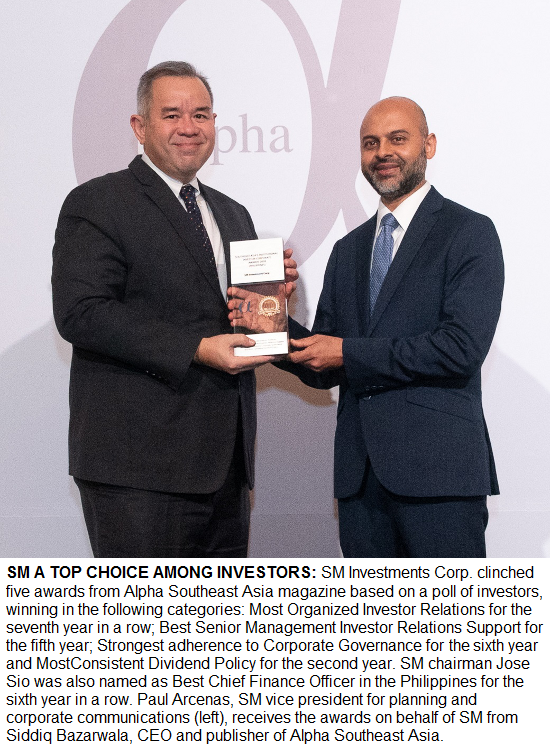 Alpha
SM A TOP CHOICE AMONG INVESTORS: SM Investments Corp. clinched
five awards from Alpha Southeast Asia magazine based on a poll of investors,
winning in the following categories: Most Organized Investor Relations for the
seventh year in a row; Best Senior Management Investor Relations Support for
the fifth year; Strongest adherence to Corporate Governance for the sixth year
and MostConsistent Dividend Policy for the second year. SM chairman Jose
Sio was also named as Best Chief Finance Officer in the Philippines for the
sixth year in a row. Paul Arcenas, SM vice president for planning and
corporate communications (left), receives the awards on behalf of SM from
Siddiq Bazarwala, CEO and publisher of Alpha Southeast Asia.